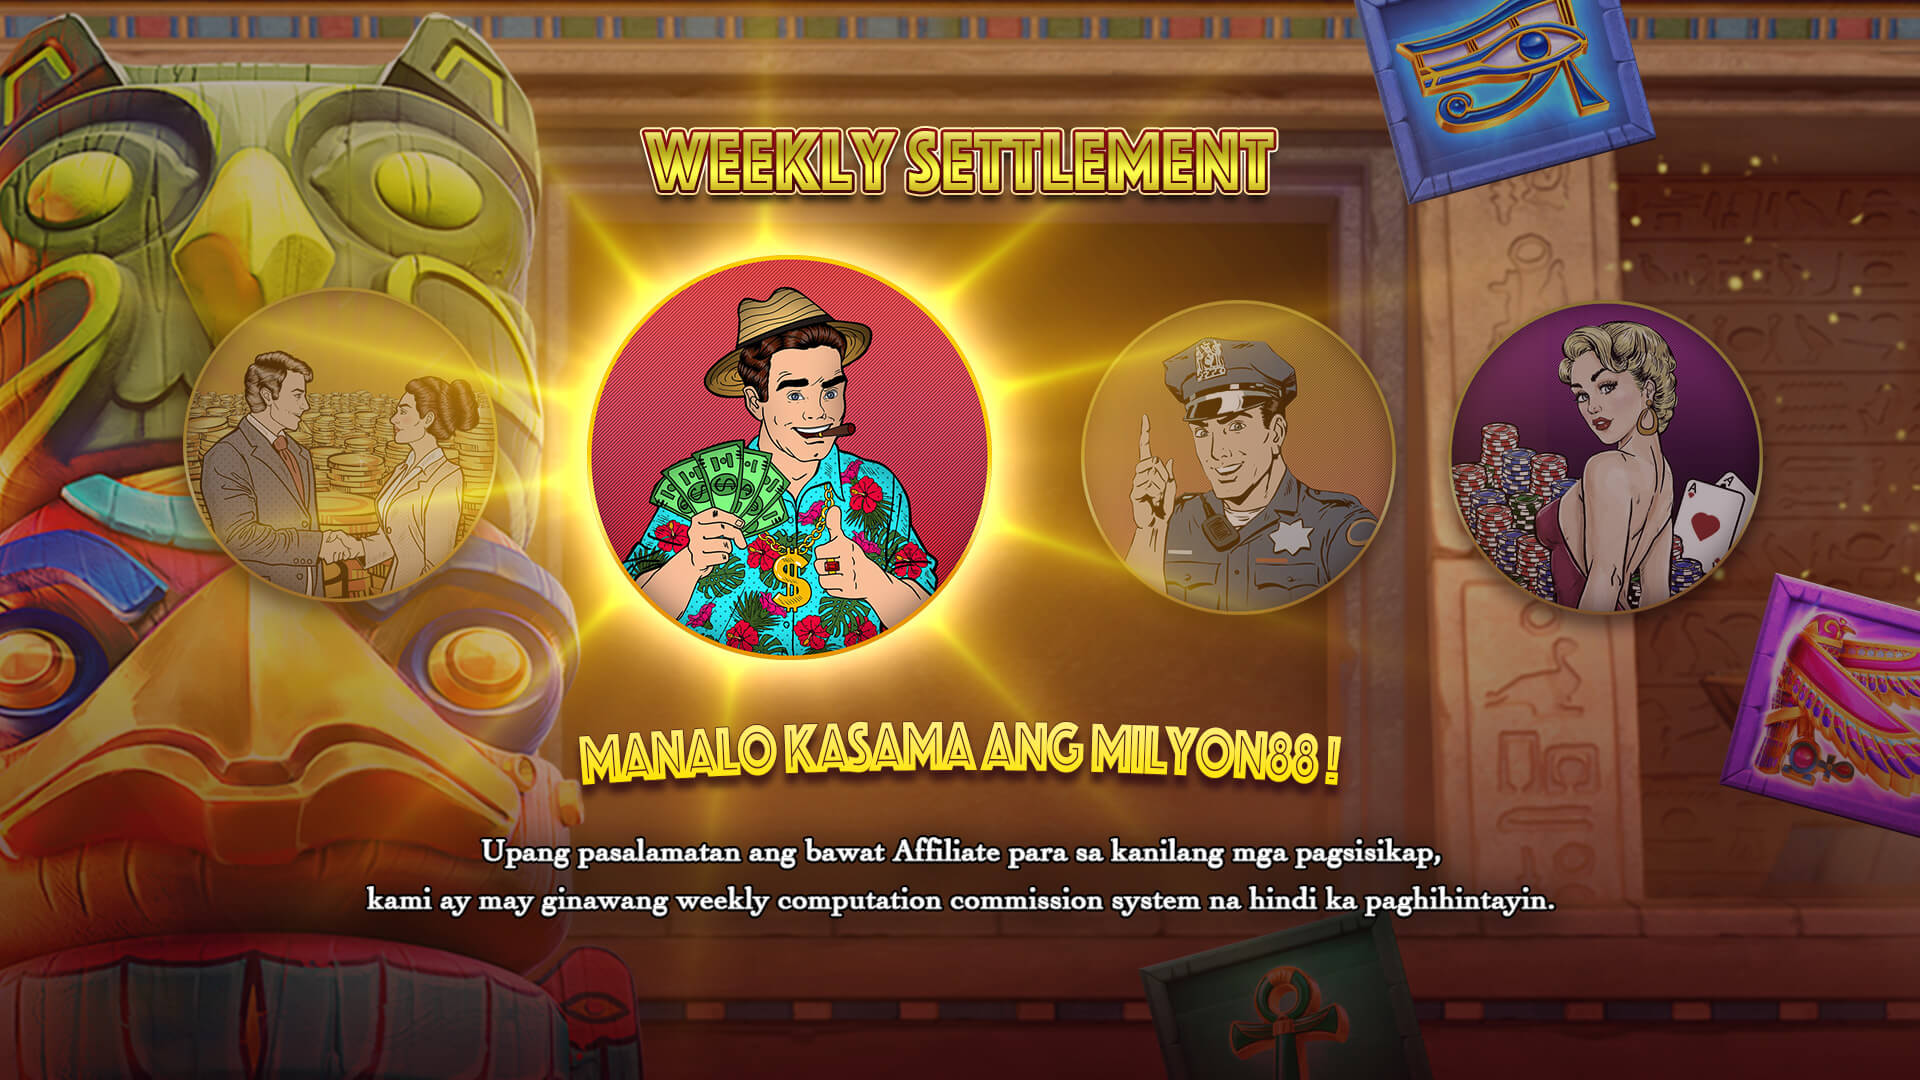 WEEKLY SETTLEMENT
MANALO KASAMA ANG MILYON88 !
Upang pasalamatan ang bawat Affiliate para sa kanilang mga pagsisikap,
kami ay may ginawang weekly computation commission system na hindi ka paghihintayin.